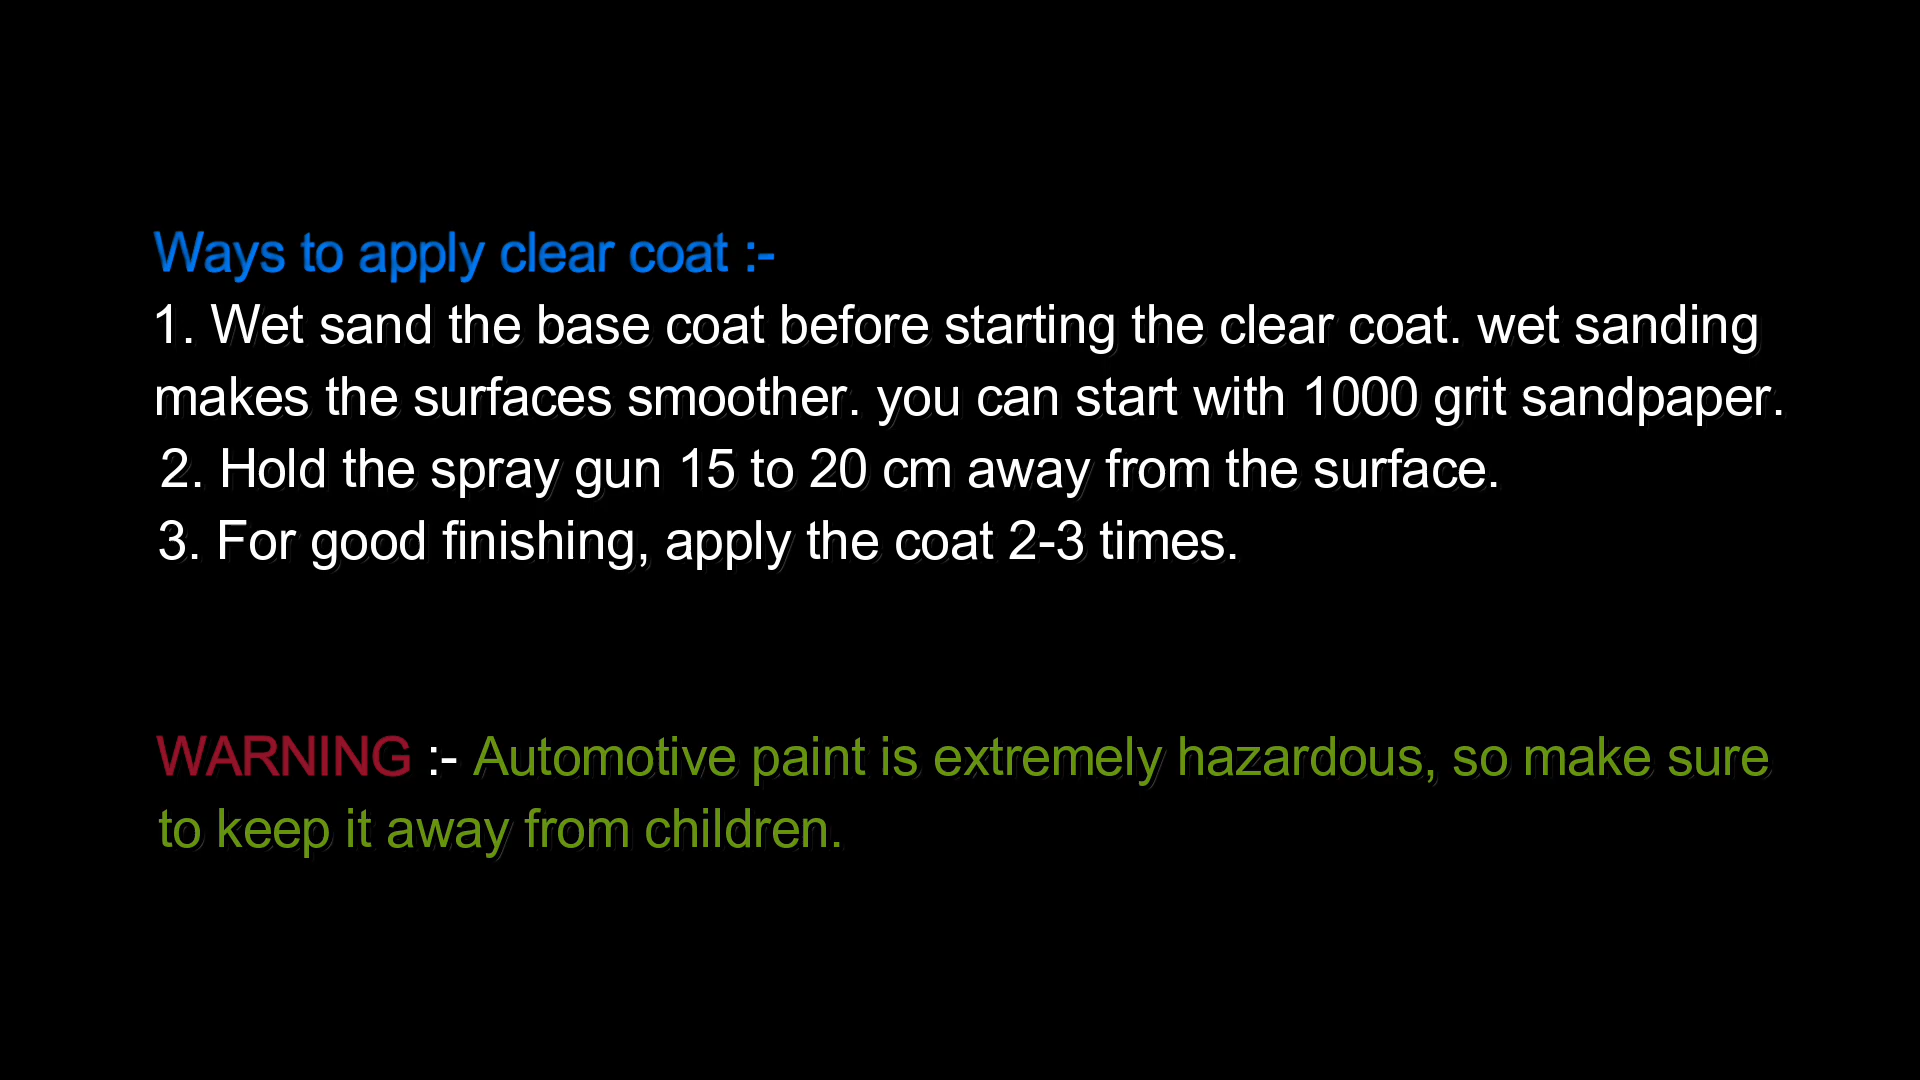 Ways to apply clear coat :-
1. Wet sand the base coat before starting the clear coat. wet sanding
makes the surfaces smoother. you can start with 1000 grit sandpaper.
2. Hold the spray gun 15 to 20 cm away from the surface.
3. For good finishing, apply the coat 2-3 times.
WARNING :- Automotive paint is extremely hazardous, so make sure
to keep it away from children.